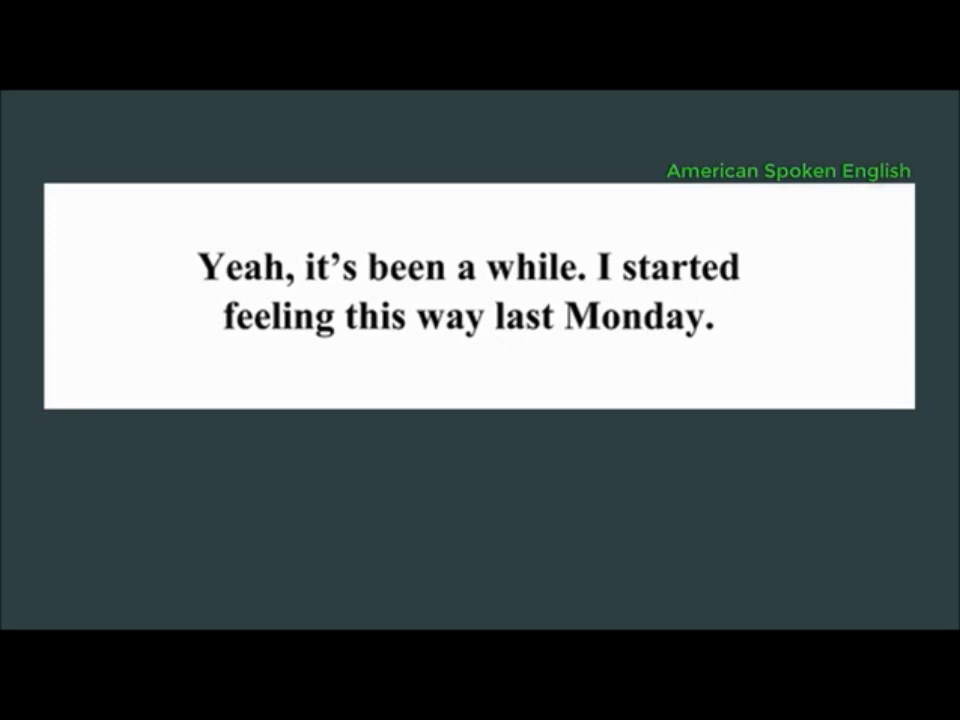 American Spoken English
Yeah, it’s been a while. I started
feeling this way last Monday.